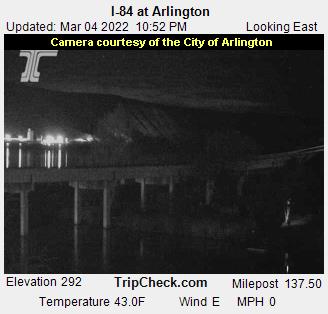 I-84 at Arlington
Updated: Mar 04 2022 10:52 PM Looking East
Camera courtesy of the City of Arlington
Elevation 292 TripCheck.com Milepost 137.50
Temperature 43.0F Wind E MPH 0